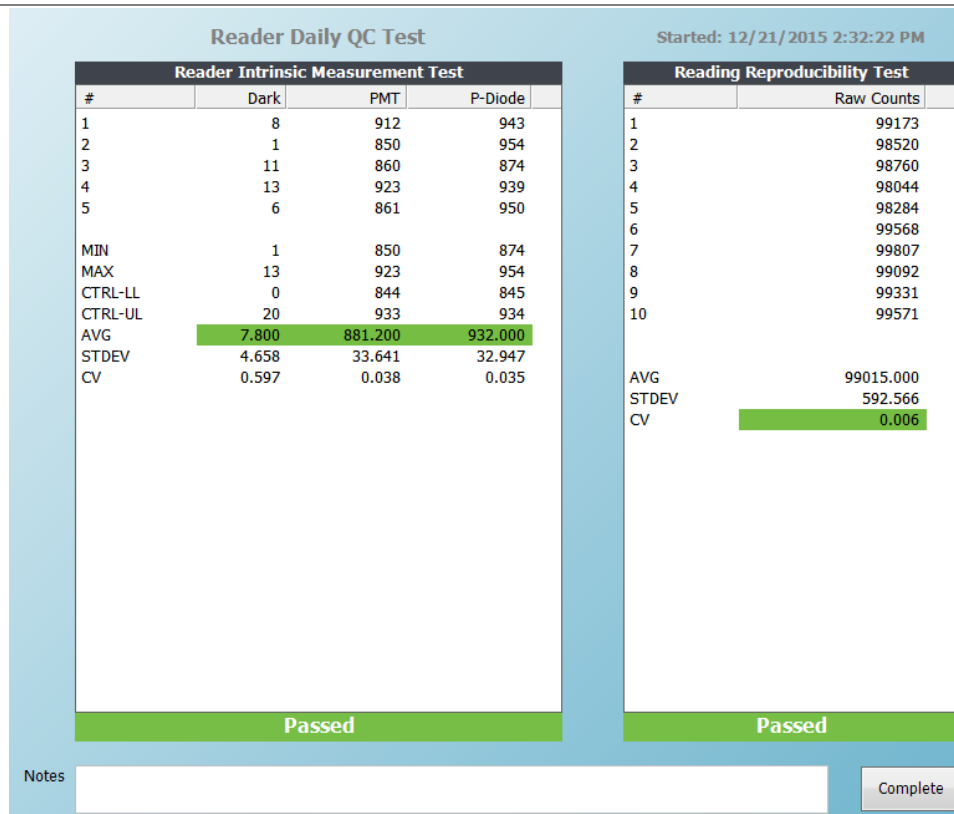 Reader Daily QC Test
Started: 12/21/2015 2:32:22 PM
Reader Intrinsic Measurement Test
# Dark PMT P-Diode
1 8 912 943
2 1 850 954
3 11 860 874
4 13 923 939
5 6 861 950
MIN 1 850 874
MAX 13 923 954
CTRL-LL 0 844 845
CTRL-UL 20 933 934
AVG 7.800 881.200 932.000
STDEV 4.658 33.641 32.947
CV 0.597 0.038 0.035
Passed
Reading Reproducibility Test
# Raw Counts
1 99173
2 98520
3 98760
4 98044
5 98284
6 99568
7 99807
8 99092
9 99331
10 99571
AVG 99015.000
STDEV 592.566
CV 0.006
Passed
Notes
Complete